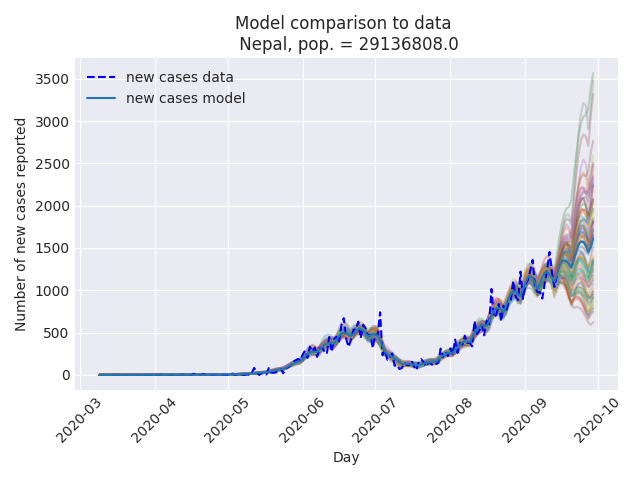 Model comparison to data
Nepal, pop. = 29136808.0
new cases data
new cases model
Number of new cases reported
3500
3000
2500
2000
1500
1000
500
0
2020-03
2020-04
2020-05
2020-06
2020-07
2020-08
2020-09
2020-10
Day